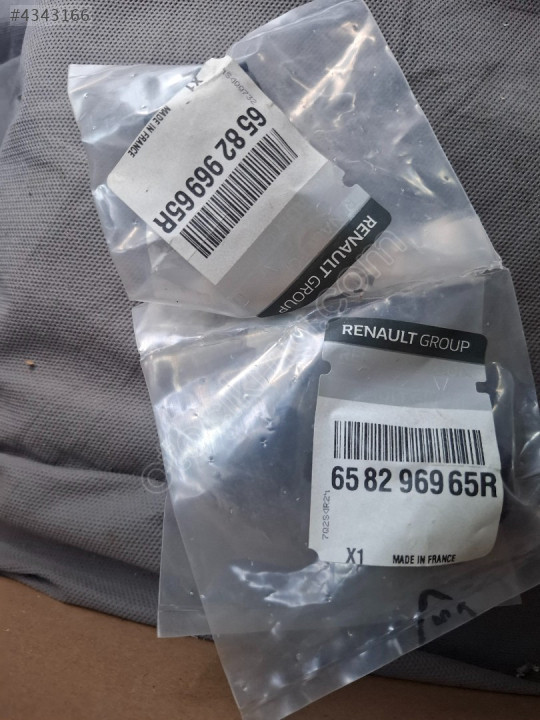 #4343166
X1
MADE IN FRANCE
65 82 969 65R
RENAULT GROUP
RENAULT GROUP
65 82 969 65R
X1
MADE IN FRANCE